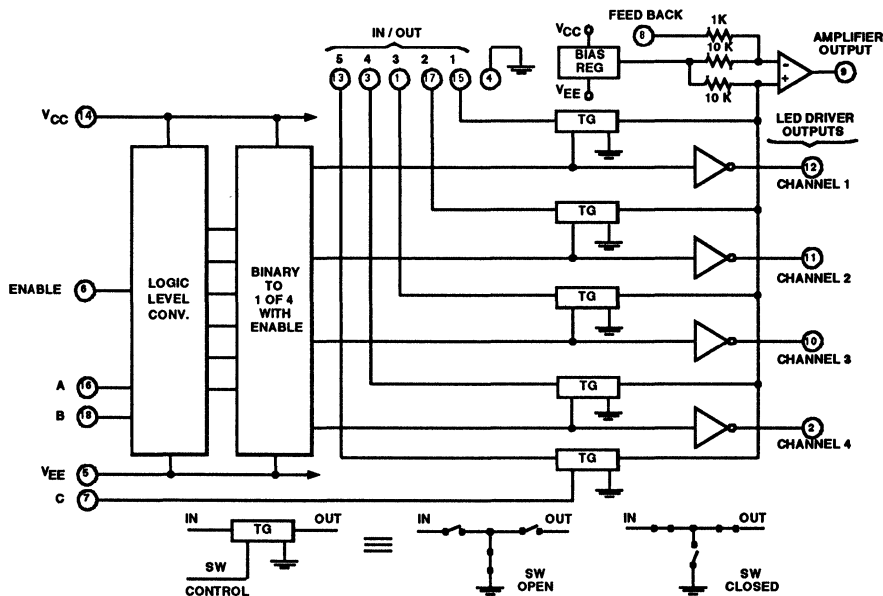 IN / OUT
5 4 3 2 1
13 3 1 17 15 4
VCC
BIAS
REG
VEE
FEED BACK
8
1K
10 K
10 K
-
+
AMPLIFIER
OUTPUT
9
VCC 14
TG
LED DRIVER
OUTPUTS
12
CHANNEL 1
TG
11
CHANNEL 2
ENABLE 6
LOGIC
LEVEL
CONV.
BINARY
TO
1 OF 4
WITH
ENABLE
TG
10
CHANNEL 3
A 16
B 18
TG
2
CHANNEL 4
VEE 5
C 7
TG
IN TG OUT
SW
CONTROL
IN OUT
SW
OPEN
IN OUT
SW
CLOSED